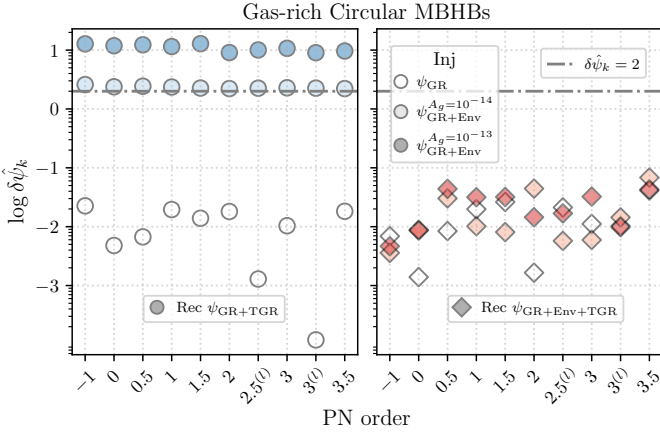 Gas-rich Circular MBHBs
log δψ̂_k
1
0
−1
−2
−3
Rec ψ_GR+TGR
Inj
ψ_GR
ψ_GR+Env^{A_g=10^{−14}}
ψ_GR+Env^{A_g=10^{−13}}
δψ̂_k = 2
Rec ψ_GR+Env+TGR
−1 0 0.5 1 1.5 2 2.5^{(l)} 3 3^{(l)} 3.5
−1 0 0.5 1 1.5 2 2.5^{(l)} 3 3^{(l)} 3.5
PN order